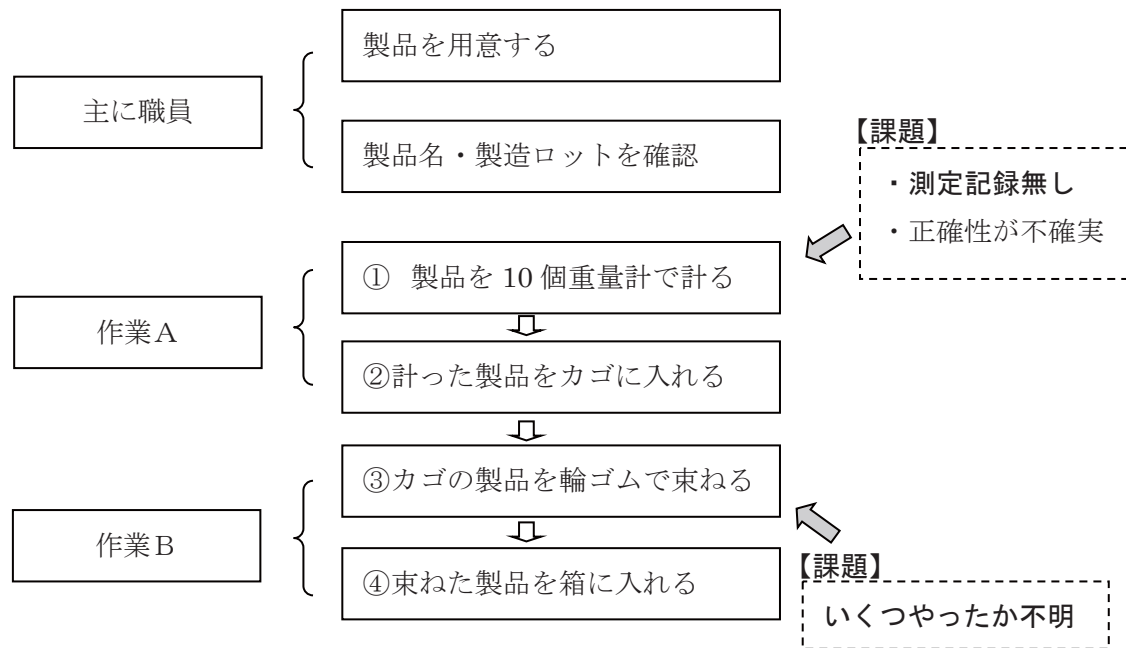 製品を用意する
主に職員
製品名・製造ロットを確認
【課題】
・測定記録無し
・正確性が不確実
① 製品を 10 個重量計で計る
作業A
②計った製品をカゴに入れる
③カゴの製品を輪ゴムで束ねる
作業B
④束ねた製品を箱に入れる
【課題】
いくつやったか不明